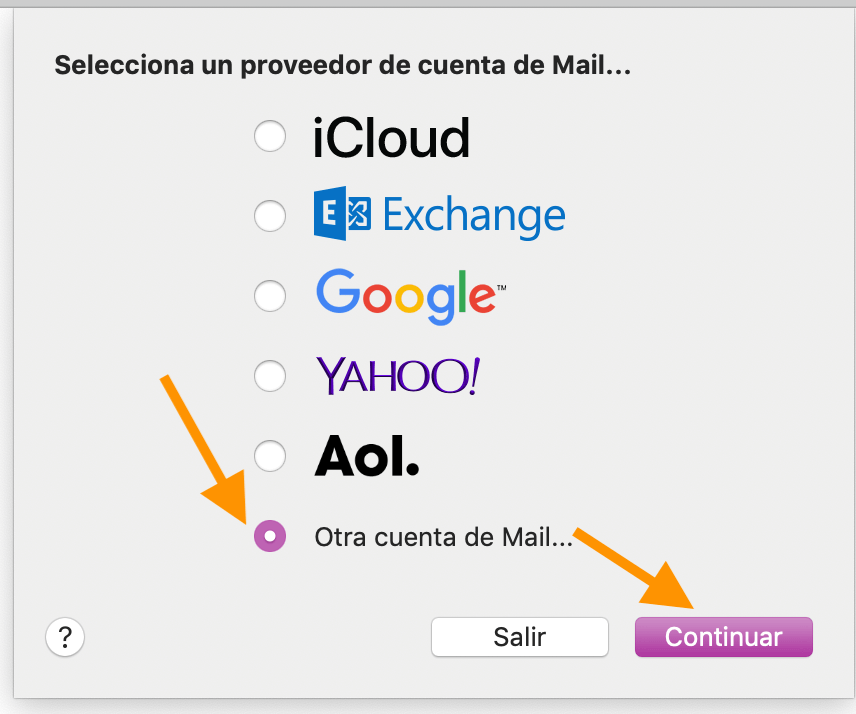 Selecciona un proveedor de cuenta de Mail...
iCloud
E Exchange
Google™
YAHOO!
Aol.
Otra cuenta de Mail...
? Salir Continuar